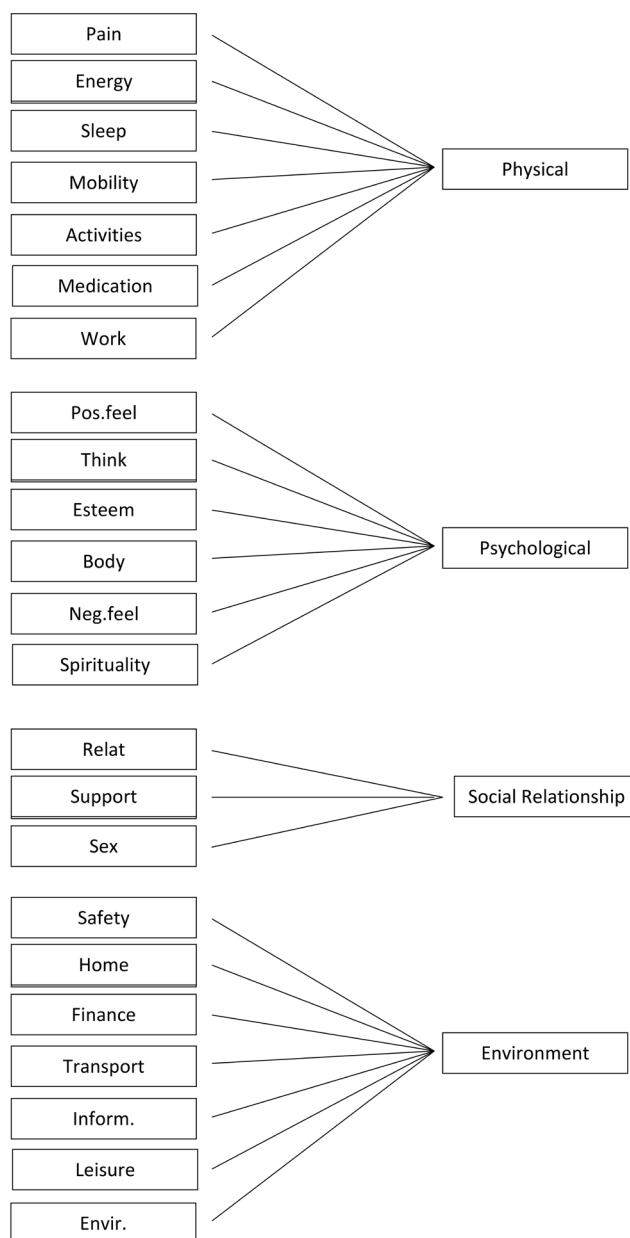 Pain
Energy
Sleep
Mobility
Activities
Medication
Work
Physical
Pos.feel
Think
Esteem
Body
Neg.feel
Spirituality
Psychological
Relat
Support
Sex
Social Relationship
Safety
Home
Finance
Transport
Inform.
Leisure
Envir.
Environment